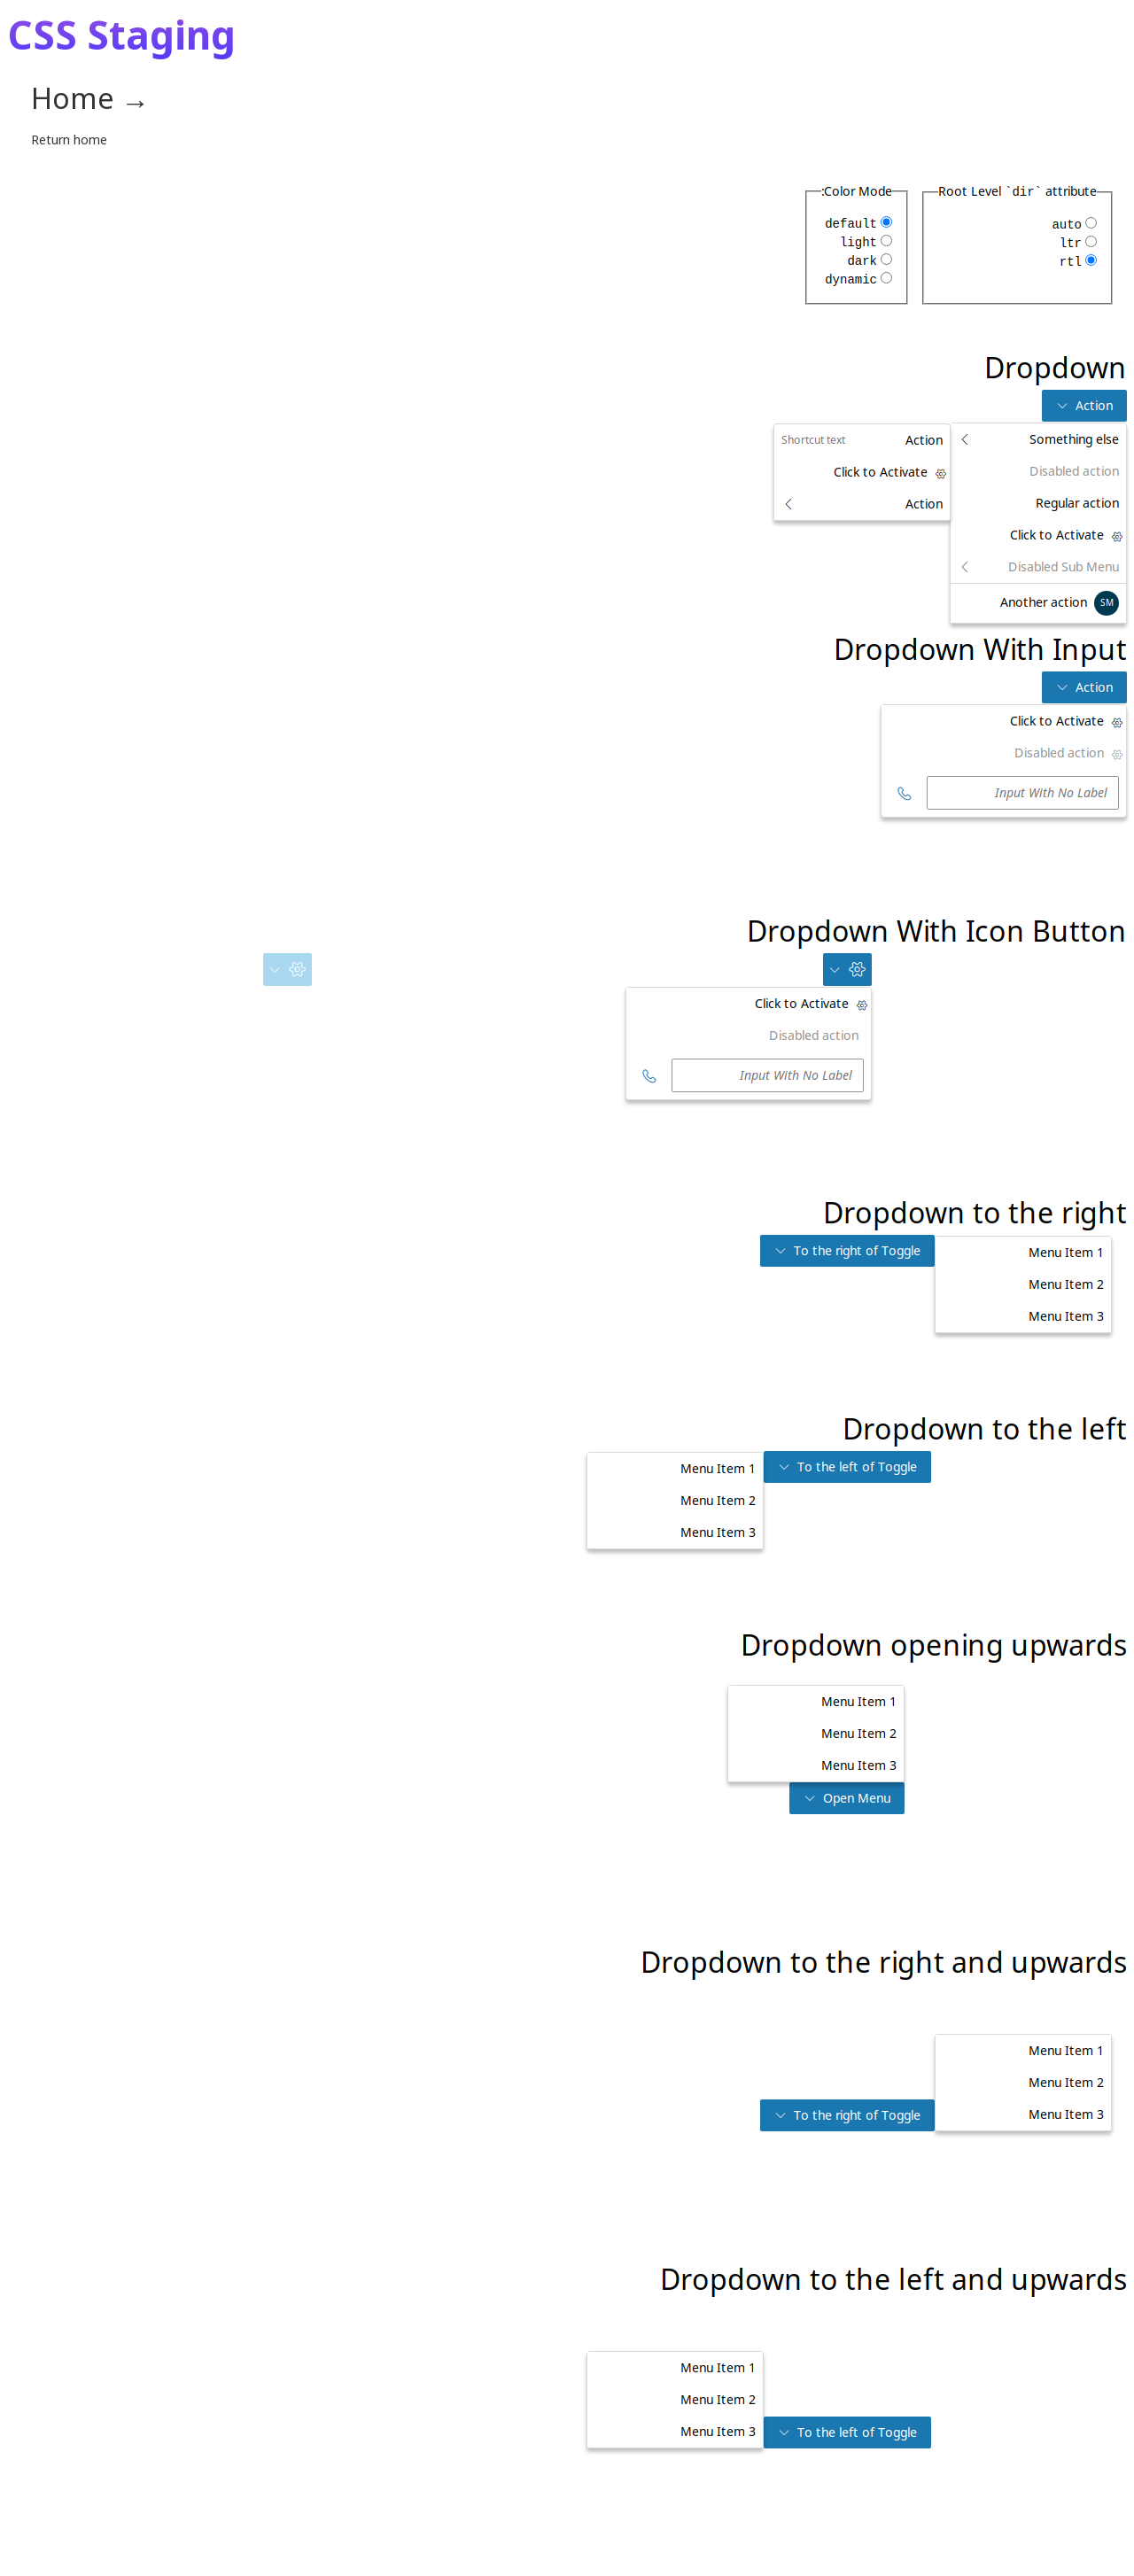 CSS Staging
Home →
Return home
Root Level `dir` attribute
auto
ltr
rtl
:Color Mode
default
light
dark
dynamic
Dropdown
Action
Something else
Disabled action
Regular action
Click to Activate
Disabled Sub Menu
SM Another action
Action Shortcut text
Click to Activate
Action
Dropdown With Input
Action
Click to Activate
Disabled action
Input With No Label
Dropdown With Icon Button
Click to Activate
Disabled action
Input With No Label
Dropdown to the right
To the right of Toggle
Menu Item 1
Menu Item 2
Menu Item 3
Dropdown to the left
To the left of Toggle
Menu Item 1
Menu Item 2
Menu Item 3
Dropdown opening upwards
Menu Item 1
Menu Item 2
Menu Item 3
Open Menu
Dropdown to the right and upwards
Menu Item 1
Menu Item 2
Menu Item 3
To the right of Toggle
Dropdown to the left and upwards
Menu Item 1
Menu Item 2
Menu Item 3
To the left of Toggle